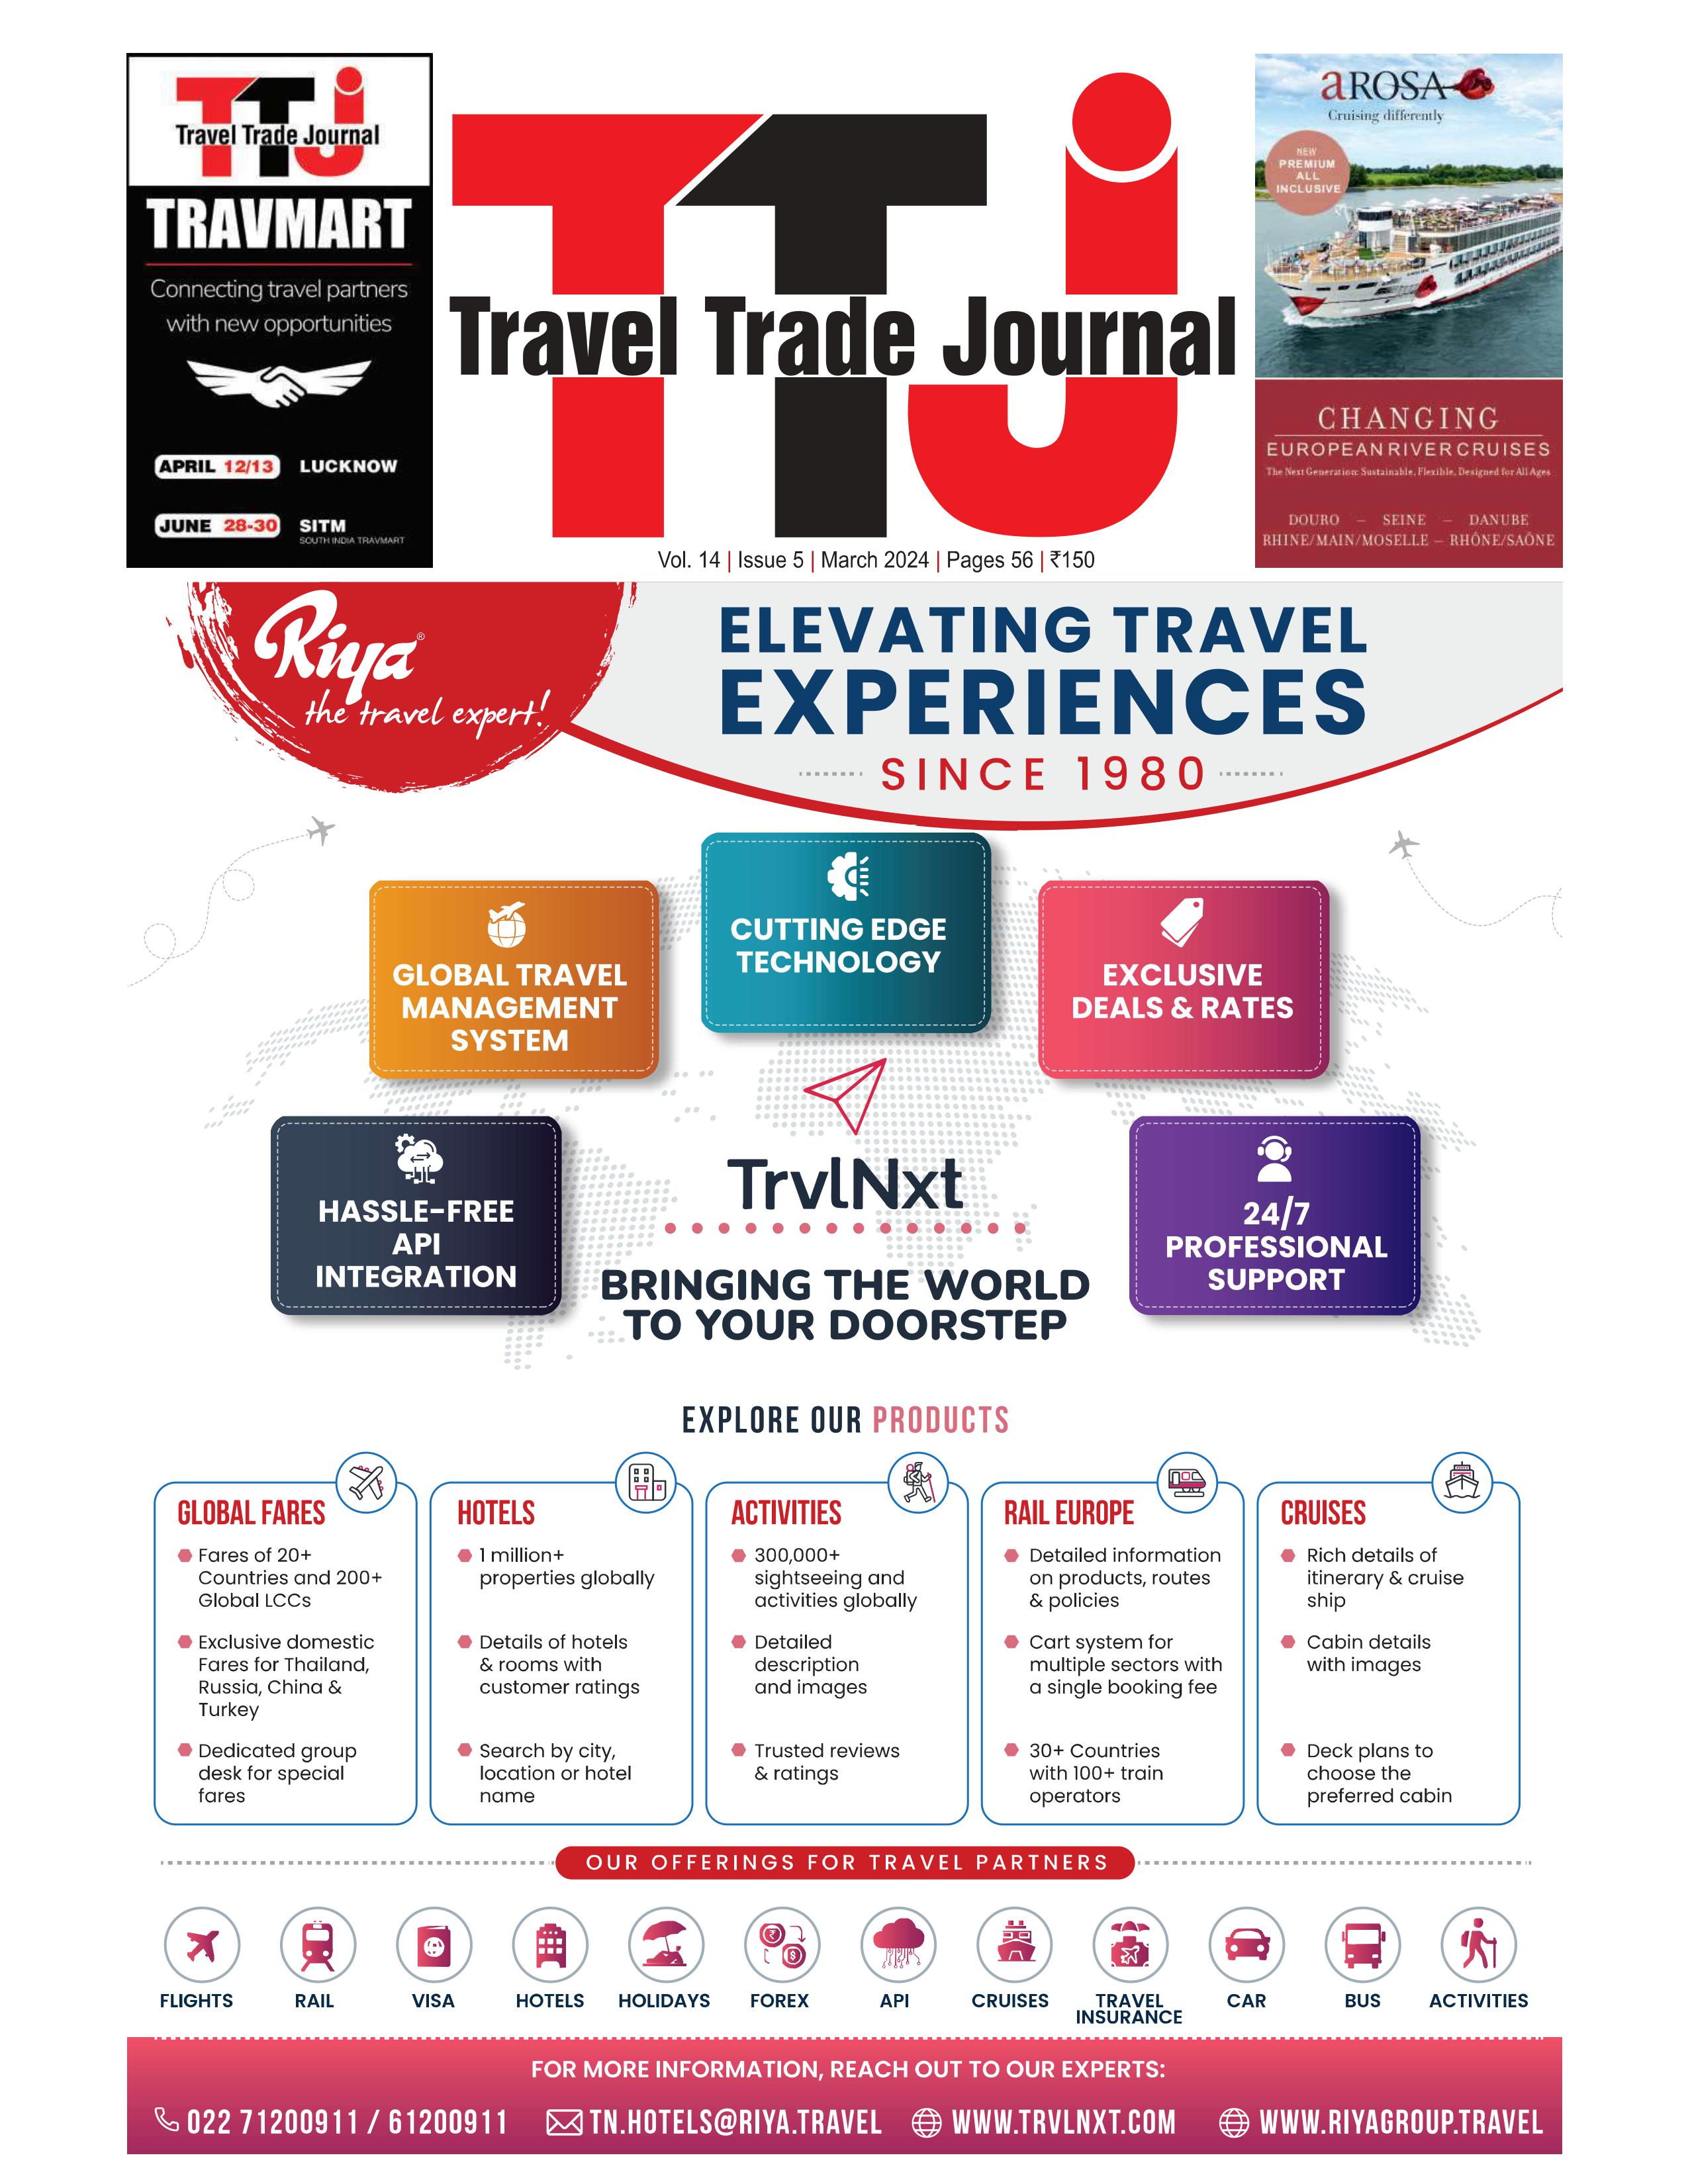 TTJ
Travel Trade Journal
TRAVMART
Connecting travel partners
with new opportunities
APRIL 12/13 LUCKNOW
JUNE 28-30 SITM
SOUTH INDIA TRAVMART
TTJ
Travel Trade Journal
Vol. 14 | Issue 5 | March 2024 | Pages 56 | ₹150
aROSA
Cruising differently
NEW
PREMIUM
ALL
INCLUSIVE
CHANGING
EUROPEAN RIVER CRUISES
The Next Generation: Sustainable, Flexible, Designed for All Ages
DOURO – SEINE – DANUBE
RHINE/MAIN/MOSELLE – RHÔNE/SAÔNE
Riya®
the travel expert!
ELEVATING TRAVEL
EXPERIENCES
SINCE 1980
GLOBAL TRAVEL
MANAGEMENT
SYSTEM
CUTTING EDGE
TECHNOLOGY
EXCLUSIVE
DEALS & RATES
HASSLE-FREE
API
INTEGRATION
TrvlNxt
BRINGING THE WORLD
TO YOUR DOORSTEP
24/7
PROFESSIONAL
SUPPORT
EXPLORE OUR PRODUCTS
GLOBAL FARES
Fares of 20+
Countries and 200+
Global LCCs
Exclusive domestic
Fares for Thailand,
Russia, China &
Turkey
Dedicated group
desk for special
fares
HOTELS
1 million+
properties globally
Details of hotels
& rooms with
customer ratings
Search by city,
location or hotel
name
ACTIVITIES
300,000+
sightseeing and
activities globally
Detailed
description
and images
Trusted reviews
& ratings
RAIL EUROPE
Detailed information
on products, routes
& policies
Cart system for
multiple sectors with
a single booking fee
30+ Countries
with 100+ train
operators
CRUISES
Rich details of
itinerary & cruise
ship
Cabin details
with images
Deck plans to
choose the
preferred cabin
OUR OFFERINGS FOR TRAVEL PARTNERS
FLIGHTS
RAIL
VISA
HOTELS
HOLIDAYS
FOREX
API
CRUISES
TRAVEL
INSURANCE
CAR
BUS
ACTIVITIES
FOR MORE INFORMATION, REACH OUT TO OUR EXPERTS:
022 71200911 / 61200911 TN.HOTELS@RIYA.TRAVEL WWW.TRVLNXT.COM WWW.RIYAGROUP.TRAVEL